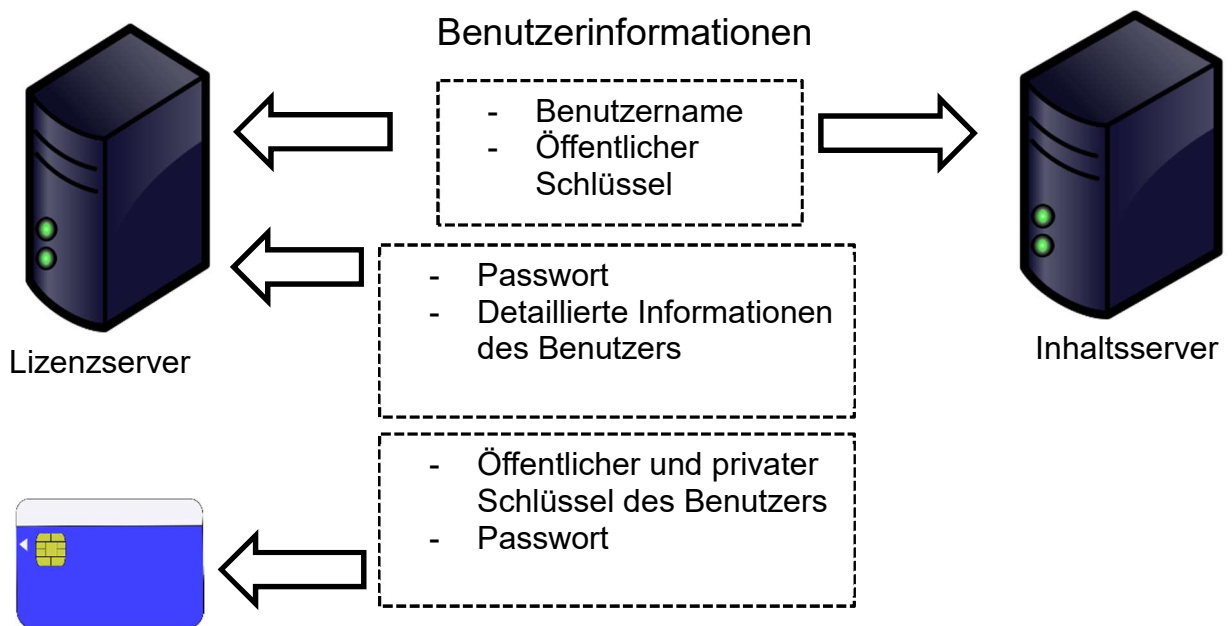 Benutzerinformationen
- Benutzername
- Öffentlicher
Schlüssel
- Passwort
- Detaillierte Informationen
des Benutzers
Lizenzserver
Inhaltsserver
- Öffentlicher und privater
Schlüssel des Benutzers
- Passwort